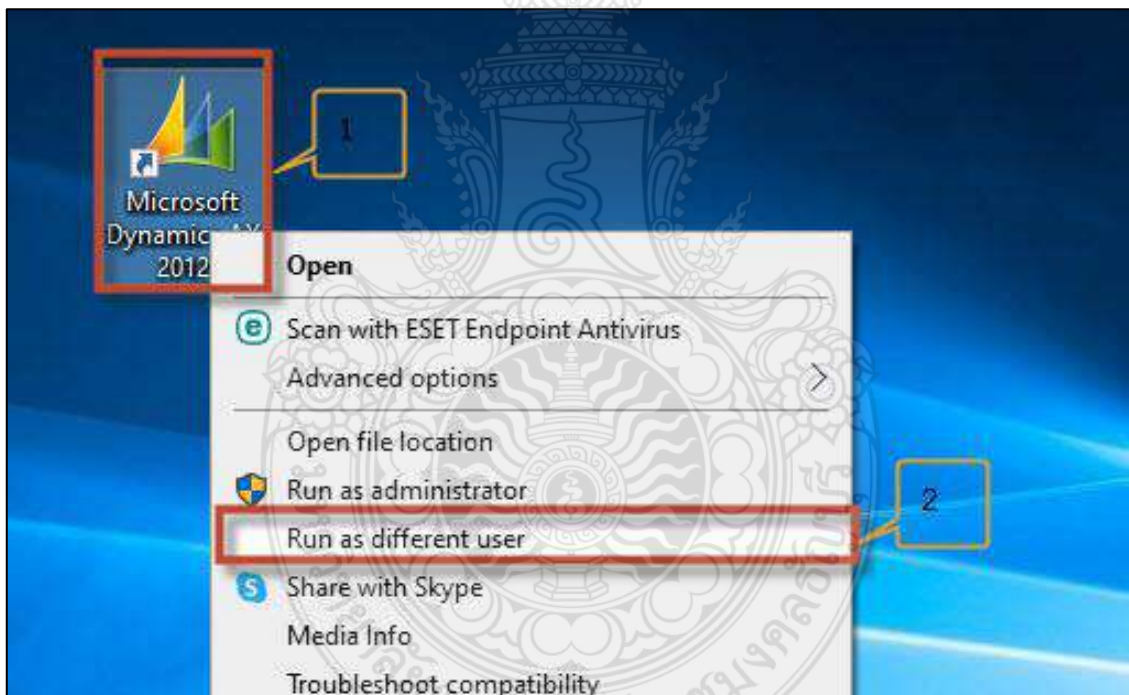 1
Microsoft
Dynamic
2012
Open
Scan with ESET Endpoint Antivirus
Advanced options
Open file location
Run as administrator
Run as different user
2
Share with Skype
Media Info
Troubleshoot compatibility